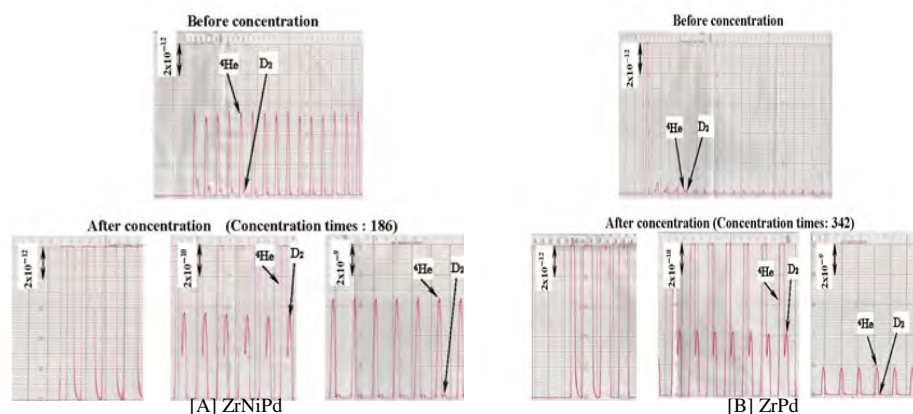 Before concentration
2x10⁻¹²
⁴He
D₂
After concentration (Concentration times : 186)
2x10⁻¹²
2x10⁻¹⁰
⁴He
D₂
2x10⁻⁹
⁴He
D₂
[A] ZrNiPd
Before concentration
2x10⁻¹²
⁴He
D₂
After concentration (Concentration times: 342)
2x10⁻¹²
2x10⁻¹⁰
⁴He
D₂
2x10⁻⁹
⁴He
D₂
[B] ZrPd